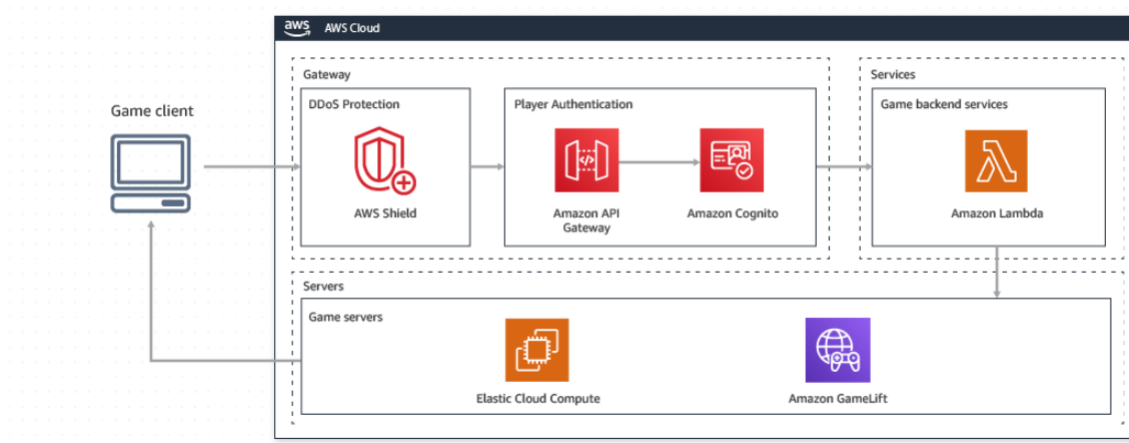 aws AWS Cloud
Gateway
Services
DDoS Protection
Player Authentication
Game backend services
Game client
</>
AWS Shield
Amazon API
Gateway
Amazon Cognito
Amazon Lambda
Servers
Game servers
Elastic Cloud Compute
Amazon GameLift